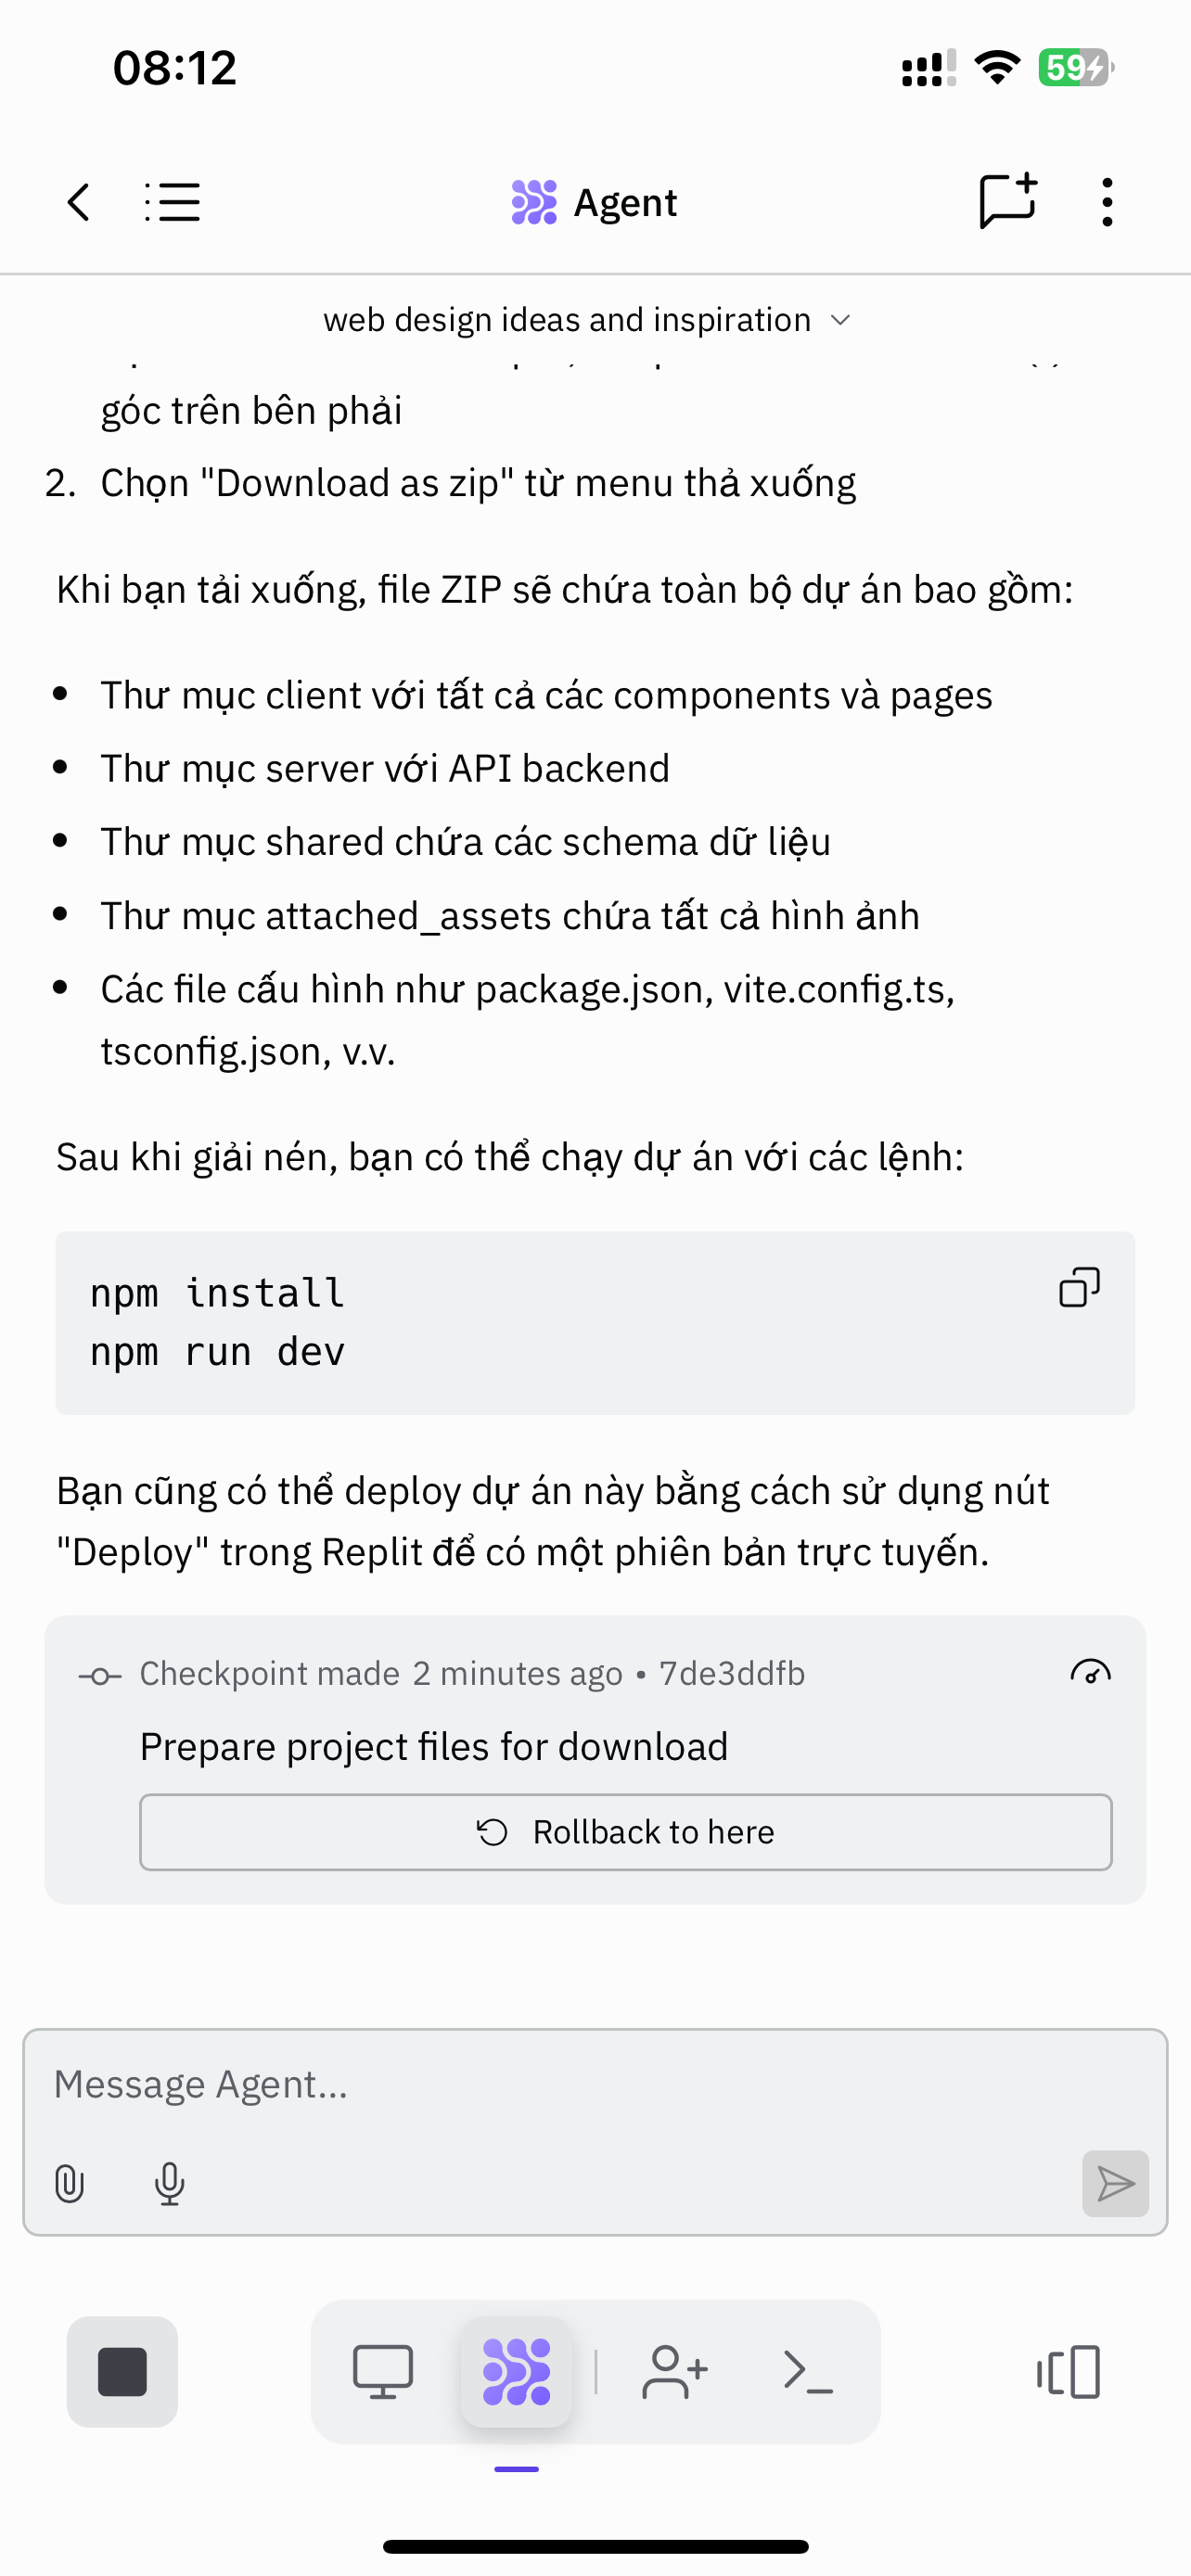 08:12
59
Agent
web design ideas and inspiration
góc trên bên phải
2. Chọn "Download as zip" từ menu thả xuống
Khi bạn tải xuống, file ZIP sẽ chứa toàn bộ dự án bao gồm:
• Thư mục client với tất cả các components và pages
• Thư mục server với API backend
• Thư mục shared chứa các schema dữ liệu
• Thư mục attached_assets chứa tất cả hình ảnh
• Các file cấu hình như package.json, vite.config.ts,
tsconfig.json, v.v.
Sau khi giải nén, bạn có thể chạy dự án với các lệnh:
npm install
npm run dev
Bạn cũng có thể deploy dự án này bằng cách sử dụng nút
"Deploy" trong Replit để có một phiên bản trực tuyến.
Checkpoint made 2 minutes ago • 7de3ddfb
Prepare project files for download
Rollback to here
Message Agent...